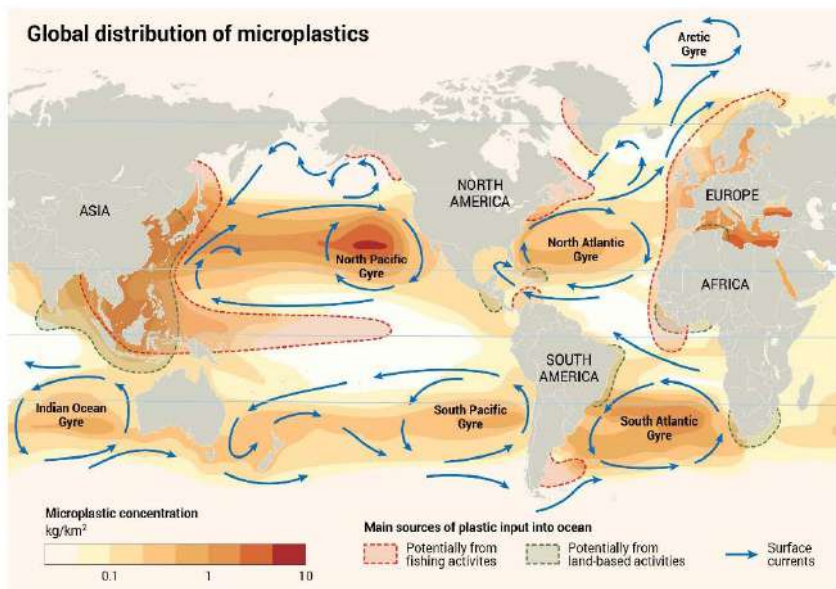 Global distribution of microplastics
Arctic
Gyre
ASIA
NORTH
AMERICA
EUROPE
North Pacific
Gyre
North Atlantic
Gyre
AFRICA
SOUTH
AMERICA
Indian Ocean
Gyre
South Pacific
Gyre
South Atlantic
Gyre
Microplastic concentration
kg/km²
0.1 1 10
Main sources of plastic input into ocean
Potentially from
fishing activites
Potentially from
land-based activities
Surface
currents